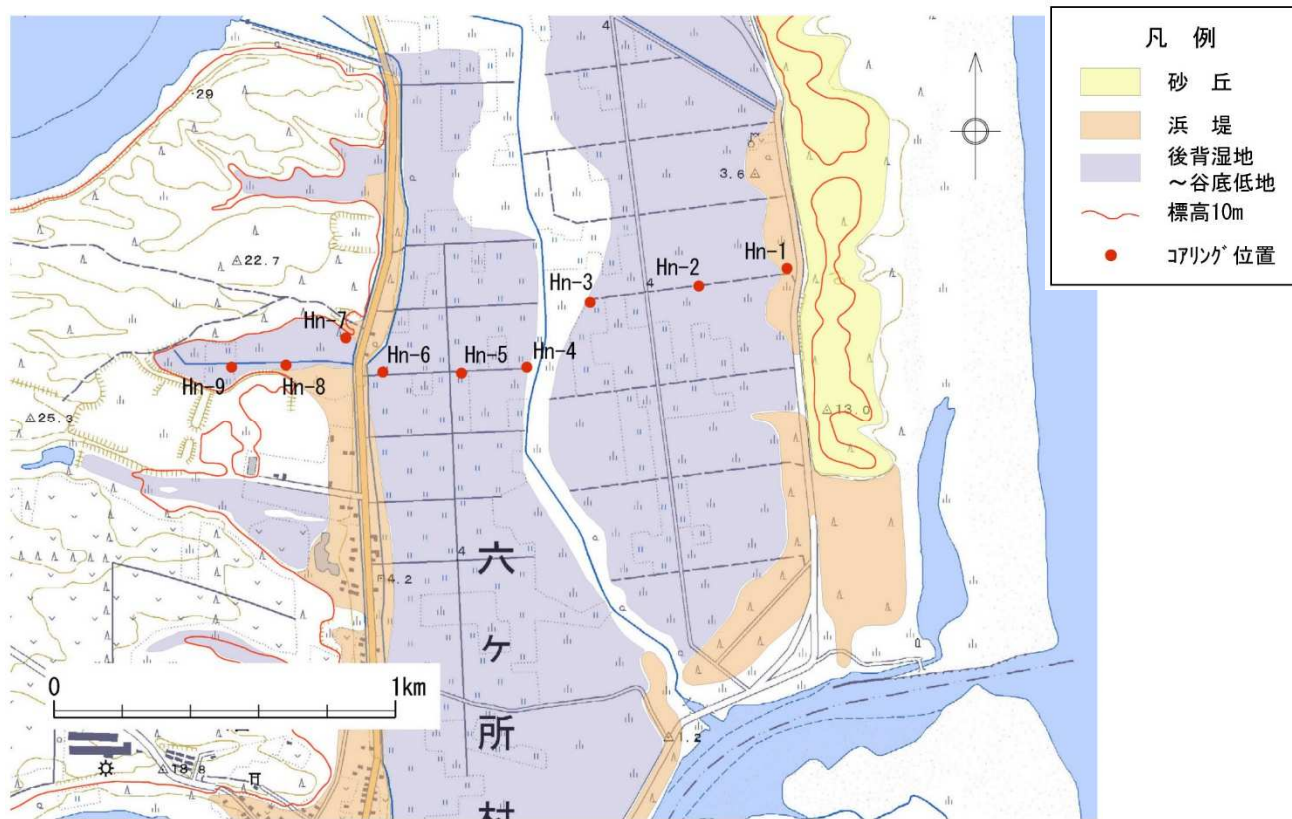 凡 例
砂 丘
浜 堤
後背湿地
～谷底低地
標高10m
コアリング位置
4
29
3.6
22.7
Hn-1
Hn-2
4
Hn-3
Hn-7
Hn-6
Hn-5
Hn-4
Hn-9
Hn-8
25.3
13.0
六
4
4.2
ヶ
0
1km
所
1.2
村